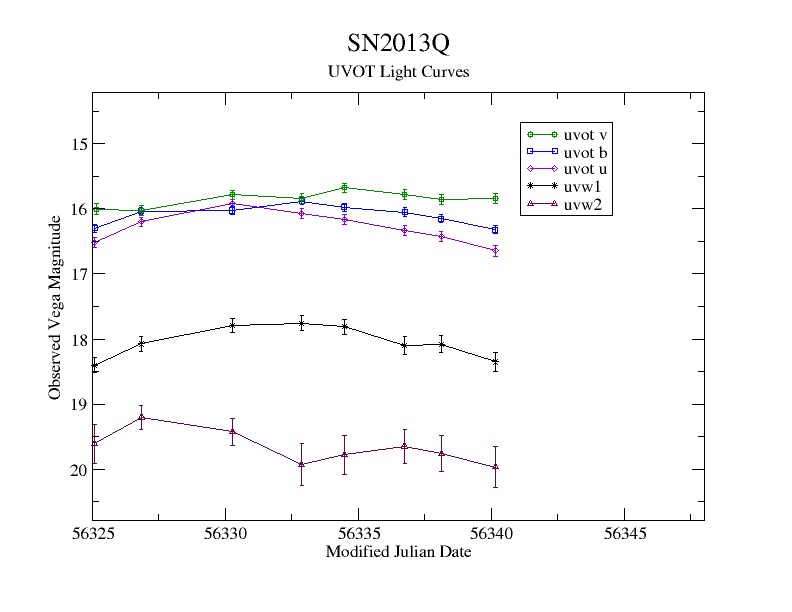 SN2013Q
UVOT Light Curves
uvot v
uvot b
uvot u
uvw1
uvw2
Observed Vega Magnitude
15
16
17
18
19
20
56325 56330 56335 56340 56345
Modified Julian Date